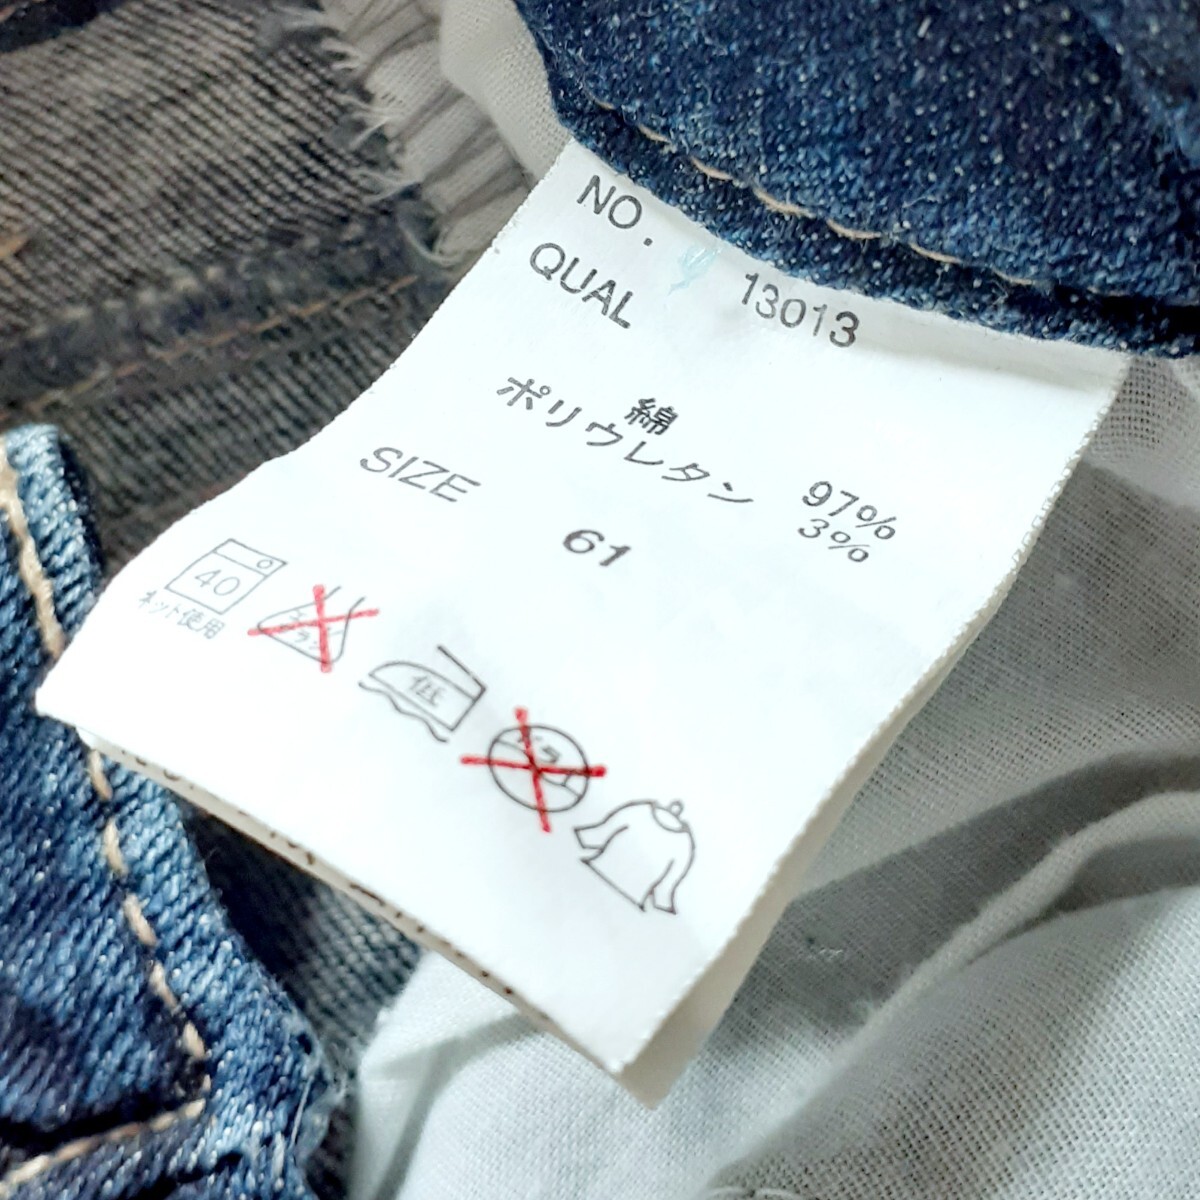 NO. 13013
QUAL
綿 97%
ポリウレタン 3%
SIZE 61
40
ネット使用
低